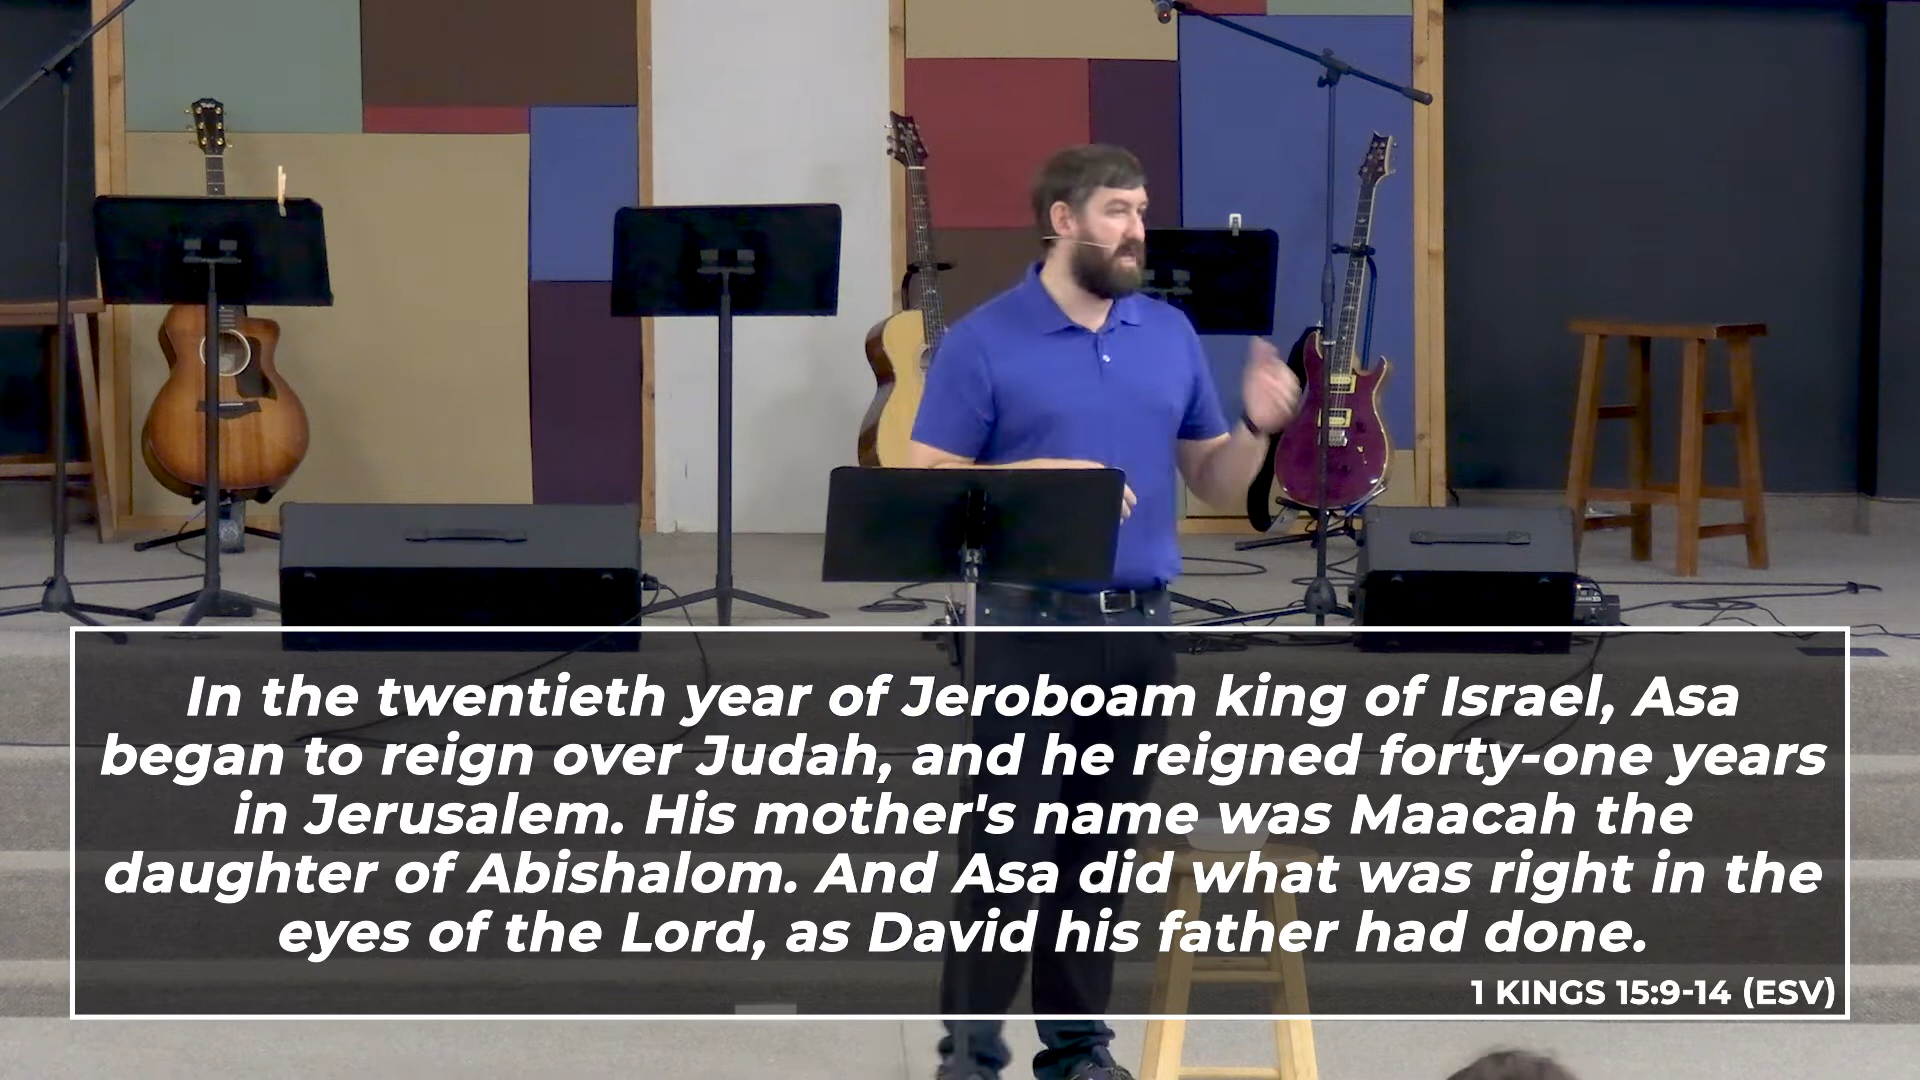 In the twentieth year of Jeroboam king of Israel, Asa
began to reign over Judah, and he reigned forty-one years
in Jerusalem. His mother's name was Maacah the
daughter of Abishalom. And Asa did what was right in the
eyes of the Lord, as David his father had done.
1 KINGS 15:9-14 (ESV)